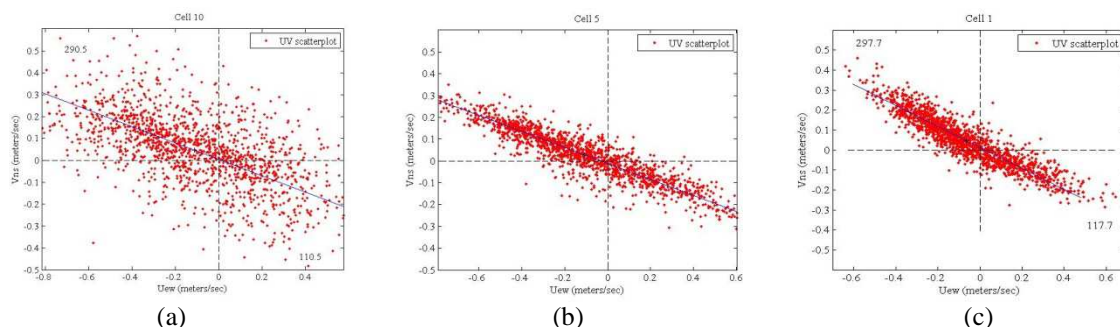 Cell 10
UV scatterplot
290.5
110.5
Vns (meters/sec)
0.5
0.4
0.3
0.2
0.1
0
-0.1
-0.2
-0.3
-0.4
-0.5
-0.8 -0.6 -0.4 -0.2 0 0.2 0.4
Uew (meters/sec)
(a)
Cell 5
UV scatterplot
Vns (meters/sec)
0.5
0.4
0.3
0.2
0.1
0
-0.1
-0.2
-0.3
-0.4
-0.5
-0.6 -0.4 -0.2 0 0.2 0.4 0.6
Uew (meters/sec)
(b)
Cell 1
UV scatterplot
297.7
117.7
Vns (meters/sec)
0.5
0.4
0.3
0.2
0.1
0
-0.1
-0.2
-0.3
-0.4
-0.5
-0.6 -0.4 -0.2 0 0.2 0.4 0.6
Uew (meters/sec)
(c)